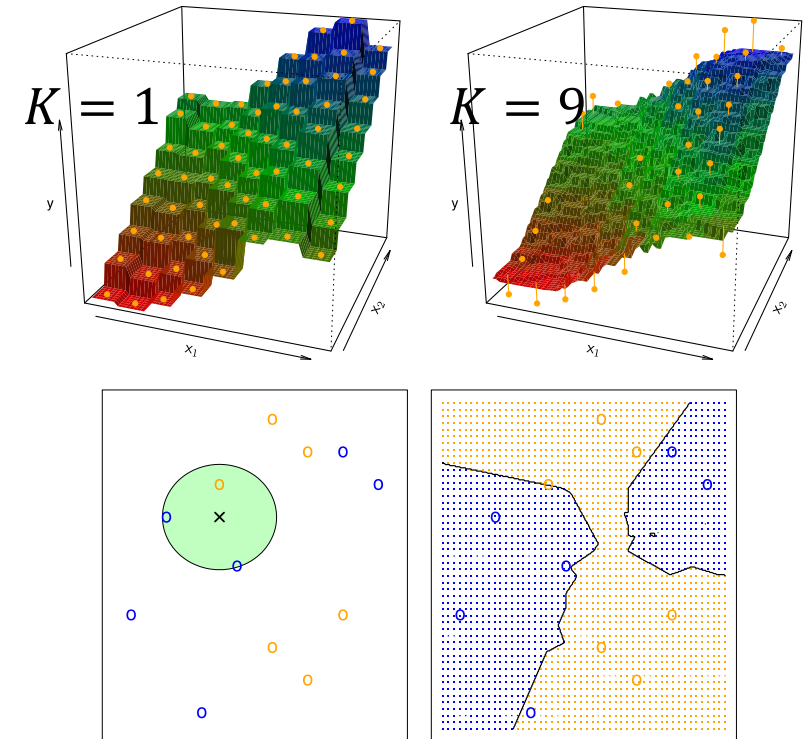 K = 1
K = 9
y
x₁
x₂
y
x₁
x₂